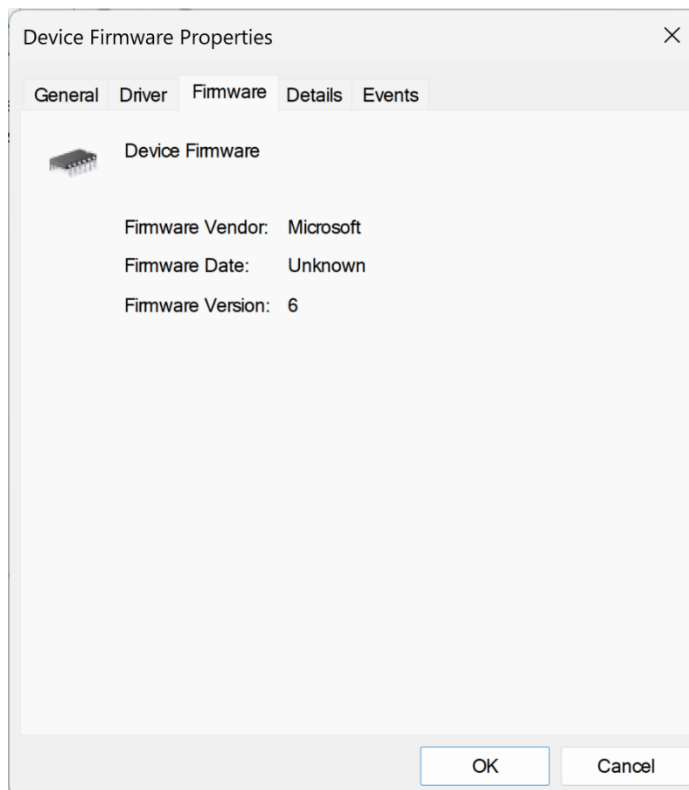 Device Firmware Properties
General Driver Firmware Details Events
Device Firmware
Firmware Vendor: Microsoft
Firmware Date: Unknown
Firmware Version: 6
OK Cancel